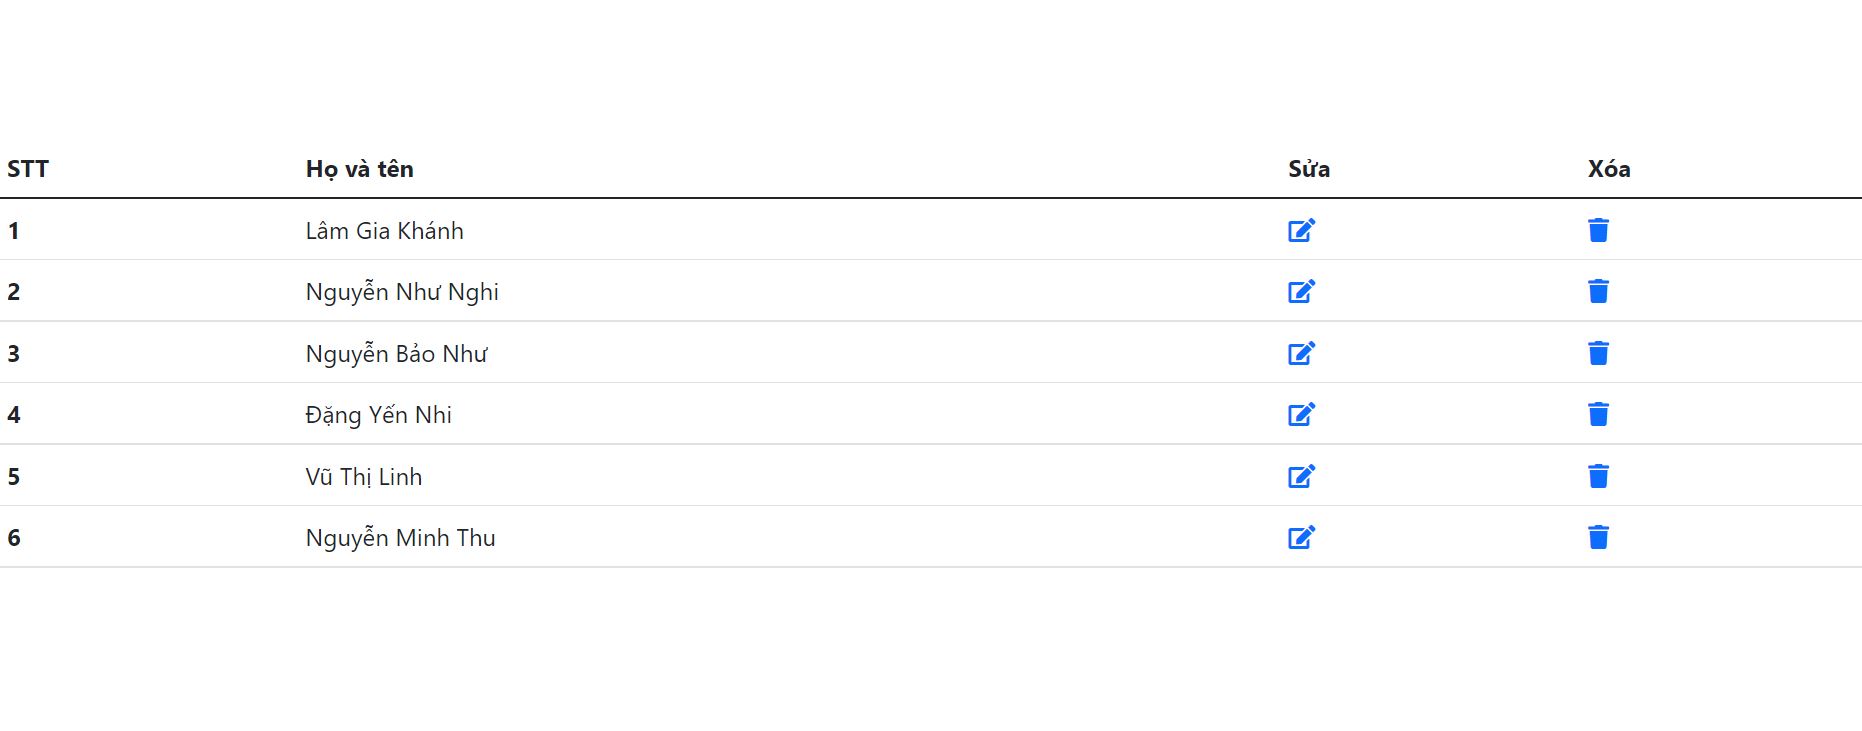 STT Họ và tên Sửa Xóa
1 Lâm Gia Khánh
2 Nguyễn Như Nghi
3 Nguyễn Bảo Như
4 Đặng Yến Nhi
5 Vũ Thị Linh
6 Nguyễn Minh Thu